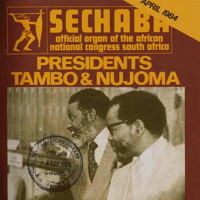 SECHABA
official organ of the african
national congress south africa
APRIL 1984
PRESIDENTS
TAMBO & NUJOMA